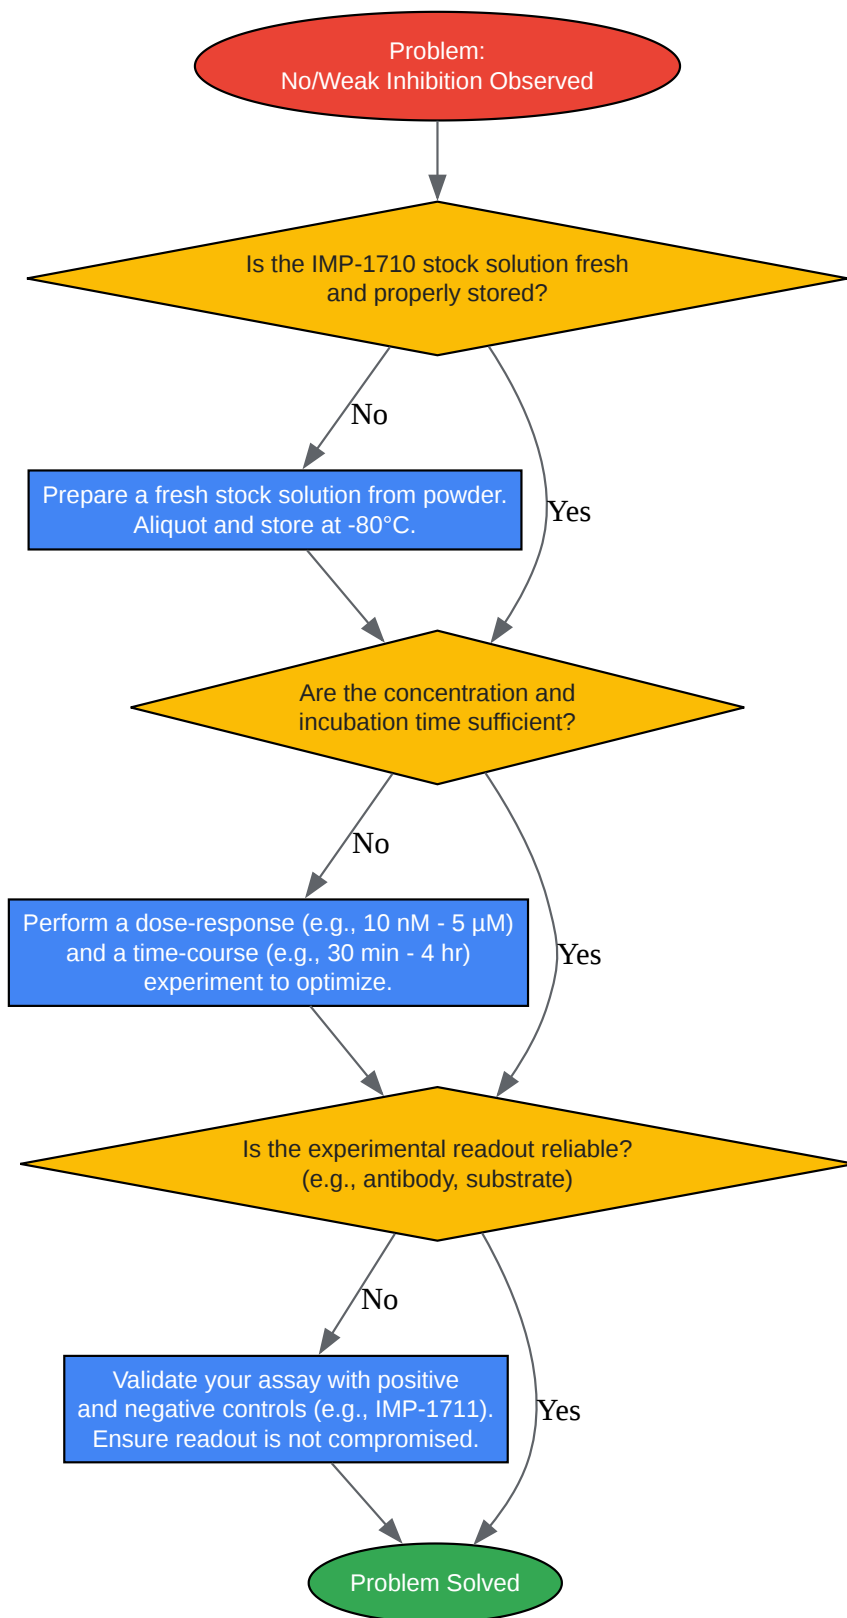 Problem:
No/Weak Inhibition Observed
Is the IMP-1710 stock solution fresh
and properly stored?
No
Yes
Prepare a fresh stock solution from powder.
Aliquot and store at -80°C.
Are the concentration and
incubation time sufficient?
No
Yes
Perform a dose-response (e.g., 10 nM - 5 µM)
and a time-course (e.g., 30 min - 4 hr)
experiment to optimize.
Is the experimental readout reliable?
(e.g., antibody, substrate)
No
Yes
Validate your assay with positive
and negative controls (e.g., IMP-1711).
Ensure readout is not compromised.
Problem Solved